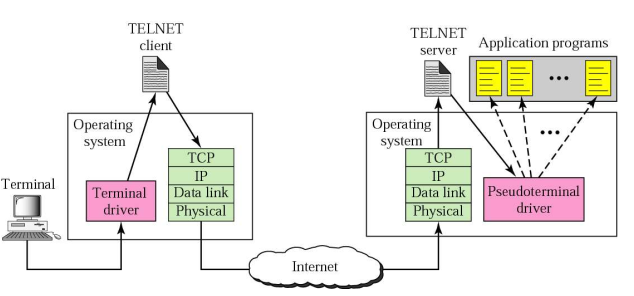 TELNET
client
TELNET
server
Application programs
Operating
system
TCP
IP
Data link
Physical
Terminal
driver
Terminal
Operating
system
TCP
IP
Data link
Physical
Pseudoterminal
driver
Internet